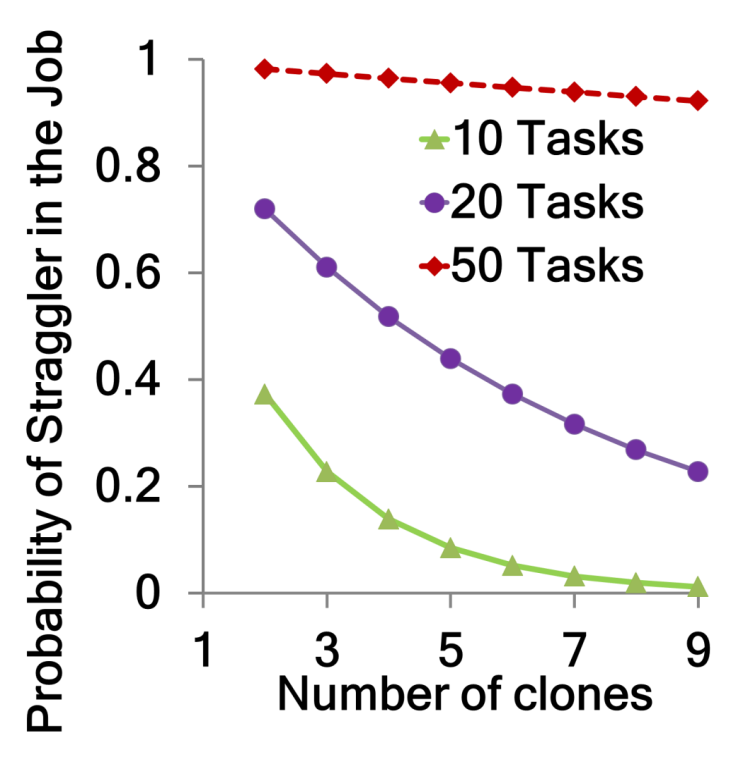 Probability of Straggler in the Job
1
0.8
0.6
0.4
0.2
0
10 Tasks
20 Tasks
50 Tasks
1 3 5 7 9
Number of clones